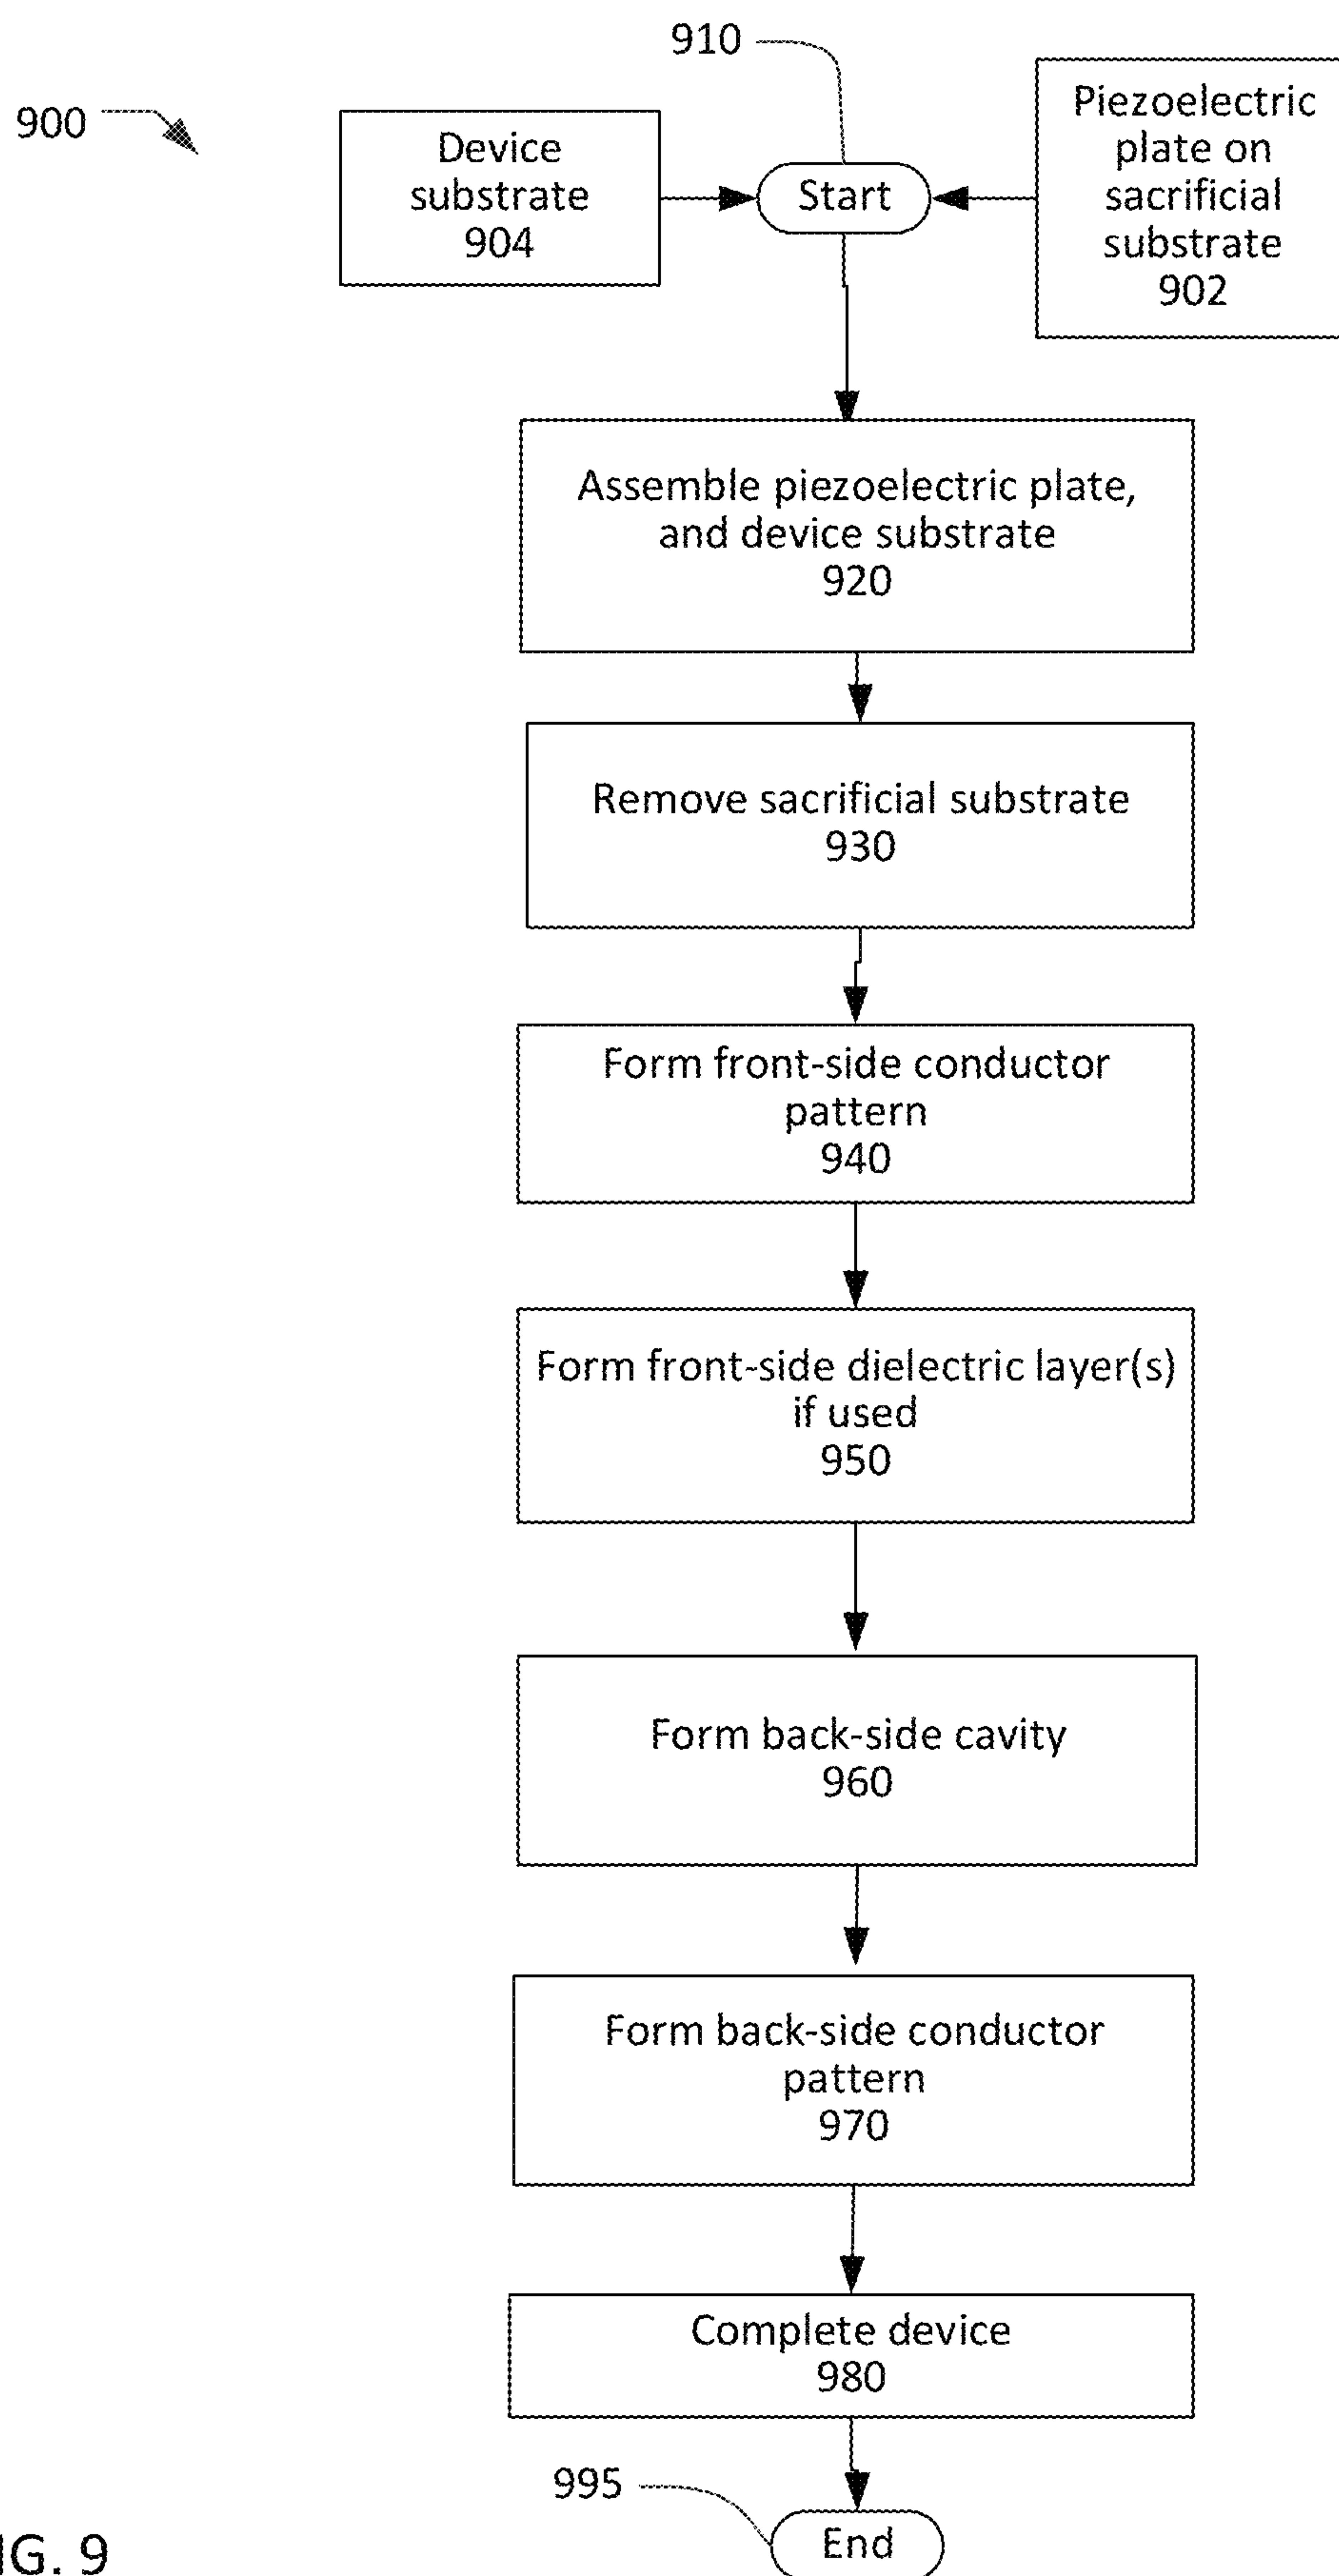 910
900
Device
substrate
904
Start
Piezoelectric
plate on
sacrificial
substrate
902
Assemble piezoelectric plate,
and device substrate
920
Remove sacrificial substrate
930
Form front-side conductor
pattern
940
Form front-side dielectric layer(s)
if used
950
Form back-side cavity
960
Form back-side conductor
pattern
970
Complete device
980
995
End
IG. 9